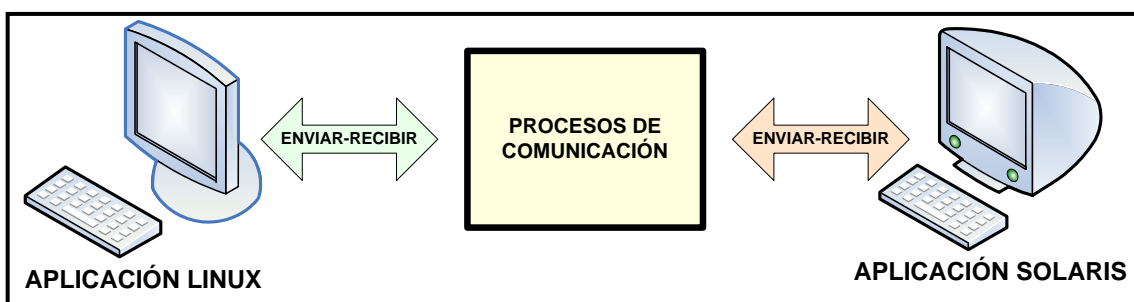 ENVIAR-RECIBIR
PROCESOS DE
COMUNICACIÓN
ENVIAR-RECIBIR
APLICACIÓN LINUX
APLICACIÓN SOLARIS